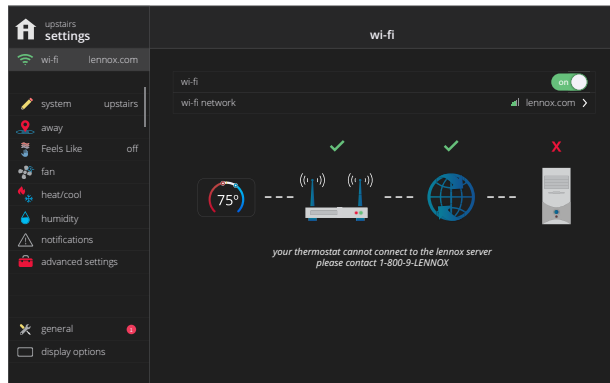 upstairs
settings
wi-fi
wi-fi lennox.com
wi-fi on
wi-fi network lennox.com >
system upstairs
away
Feels Like off
fan
heat/cool
humidity
notifications
advanced settings
X
75°
your thermostat cannot connect to the lennox server
please contact 1-800-9-LENNOX
general 1
display options